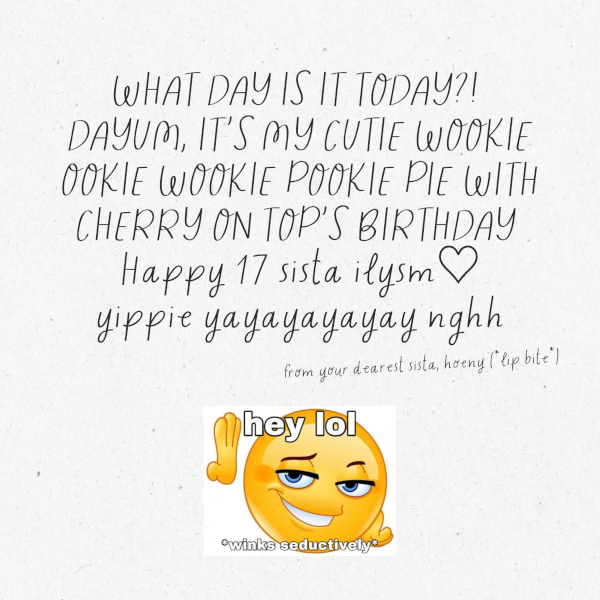 WHAT DAY IS IT TODAY?!
DAYUM, IT'S MY CUTIE WOOKIE
OOKIE WOOKIE POOKIE PIE WITH
CHERRY ON TOP'S BIRTHDAY
Happy 17 sista ilysm♡
yippie yayayayayay nghh
from your dearest sista, hoeny (*lip bite*)
hey lol
*winks seductively*